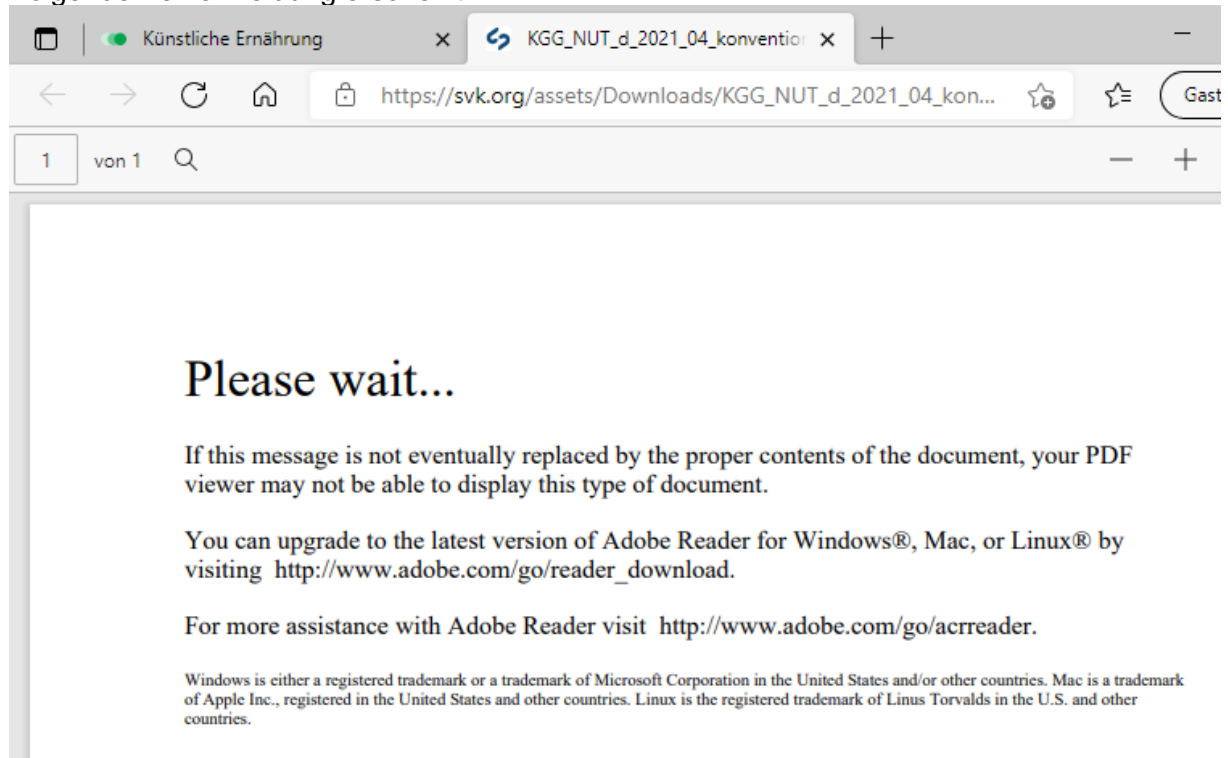 Künstliche Ernährung
KGG_NUT_d_2021_04_konvention
https://svk.org/assets/Downloads/KGG_NUT_d_2021_04_kon...
Gast
1 von 1
Please wait...
If this message is not eventually replaced by the proper contents of the document, your PDF
viewer may not be able to display this type of document.
You can upgrade to the latest version of Adobe Reader for Windows®, Mac, or Linux® by
visiting http://www.adobe.com/go/reader_download.
For more assistance with Adobe Reader visit http://www.adobe.com/go/acrreader.
Windows is either a registered trademark or a trademark of Microsoft Corporation in the United States and/or other countries. Mac is a trademark
of Apple Inc., registered in the United States and other countries. Linux is the registered trademark of Linus Torvalds in the U.S. and other
countries.